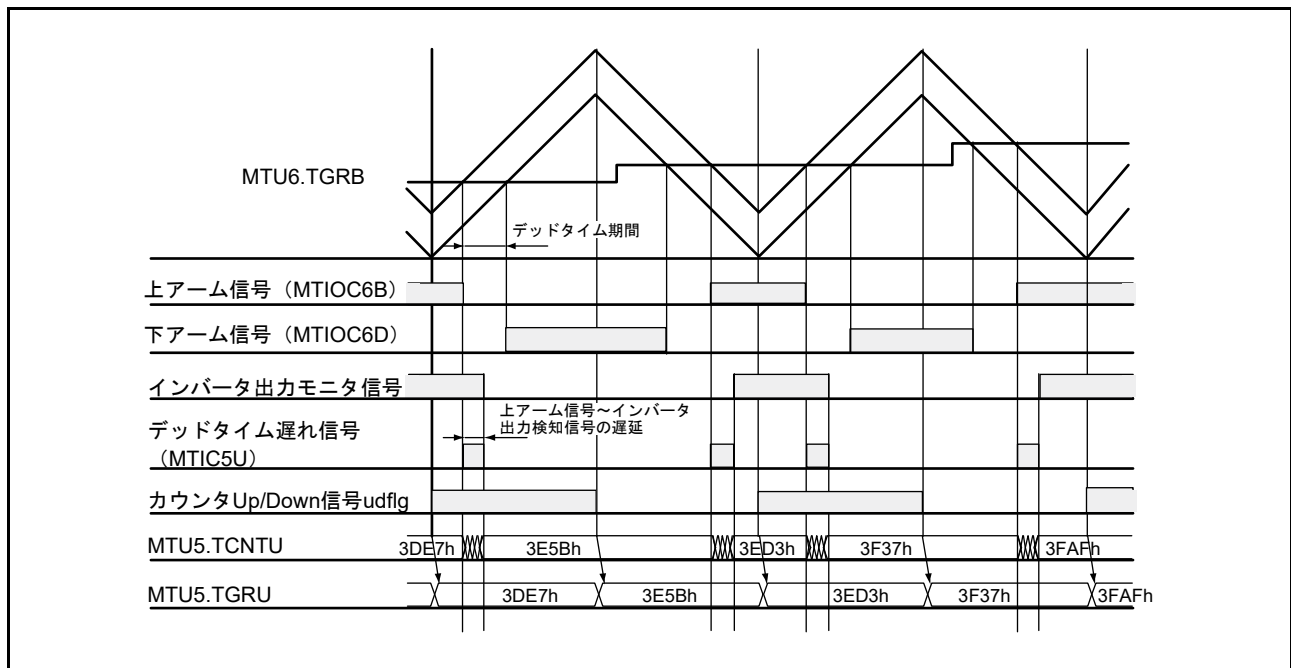 MTU6.TGRB
デッドタイム期間
上アーム信号（MTIOC6B）
下アーム信号（MTIOC6D）
インバータ出力モニタ信号
上アーム信号～インバータ
出力検知信号の遅延
デッドタイム遅れ信号
（MTIC5U）
カウンタUp/Down信号udflg
MTU5.TCNTU 3DE7h 3E5Bh 3ED3h 3F37h 3FAFh
MTU5.TGRU 3DE7h 3E5Bh 3ED3h 3F37h 3FAFh